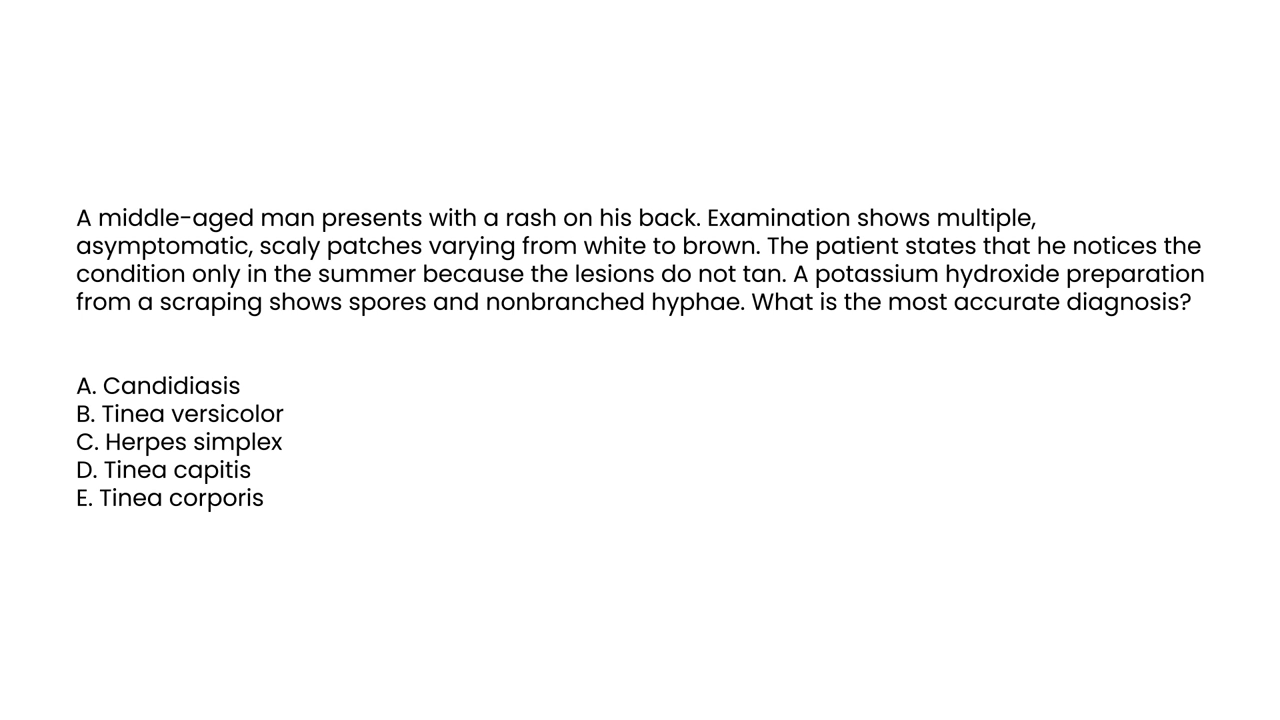 A middle-aged man presents with a rash on his back. Examination shows multiple,
asymptomatic, scaly patches varying from white to brown. The patient states that he notices the
condition only in the summer because the lesions do not tan. A potassium hydroxide preparation
from a scraping shows spores and nonbranched hyphae. What is the most accurate diagnosis?
A. Candidiasis
B. Tinea versicolor
C. Herpes simplex
D. Tinea capitis
E. Tinea corporis